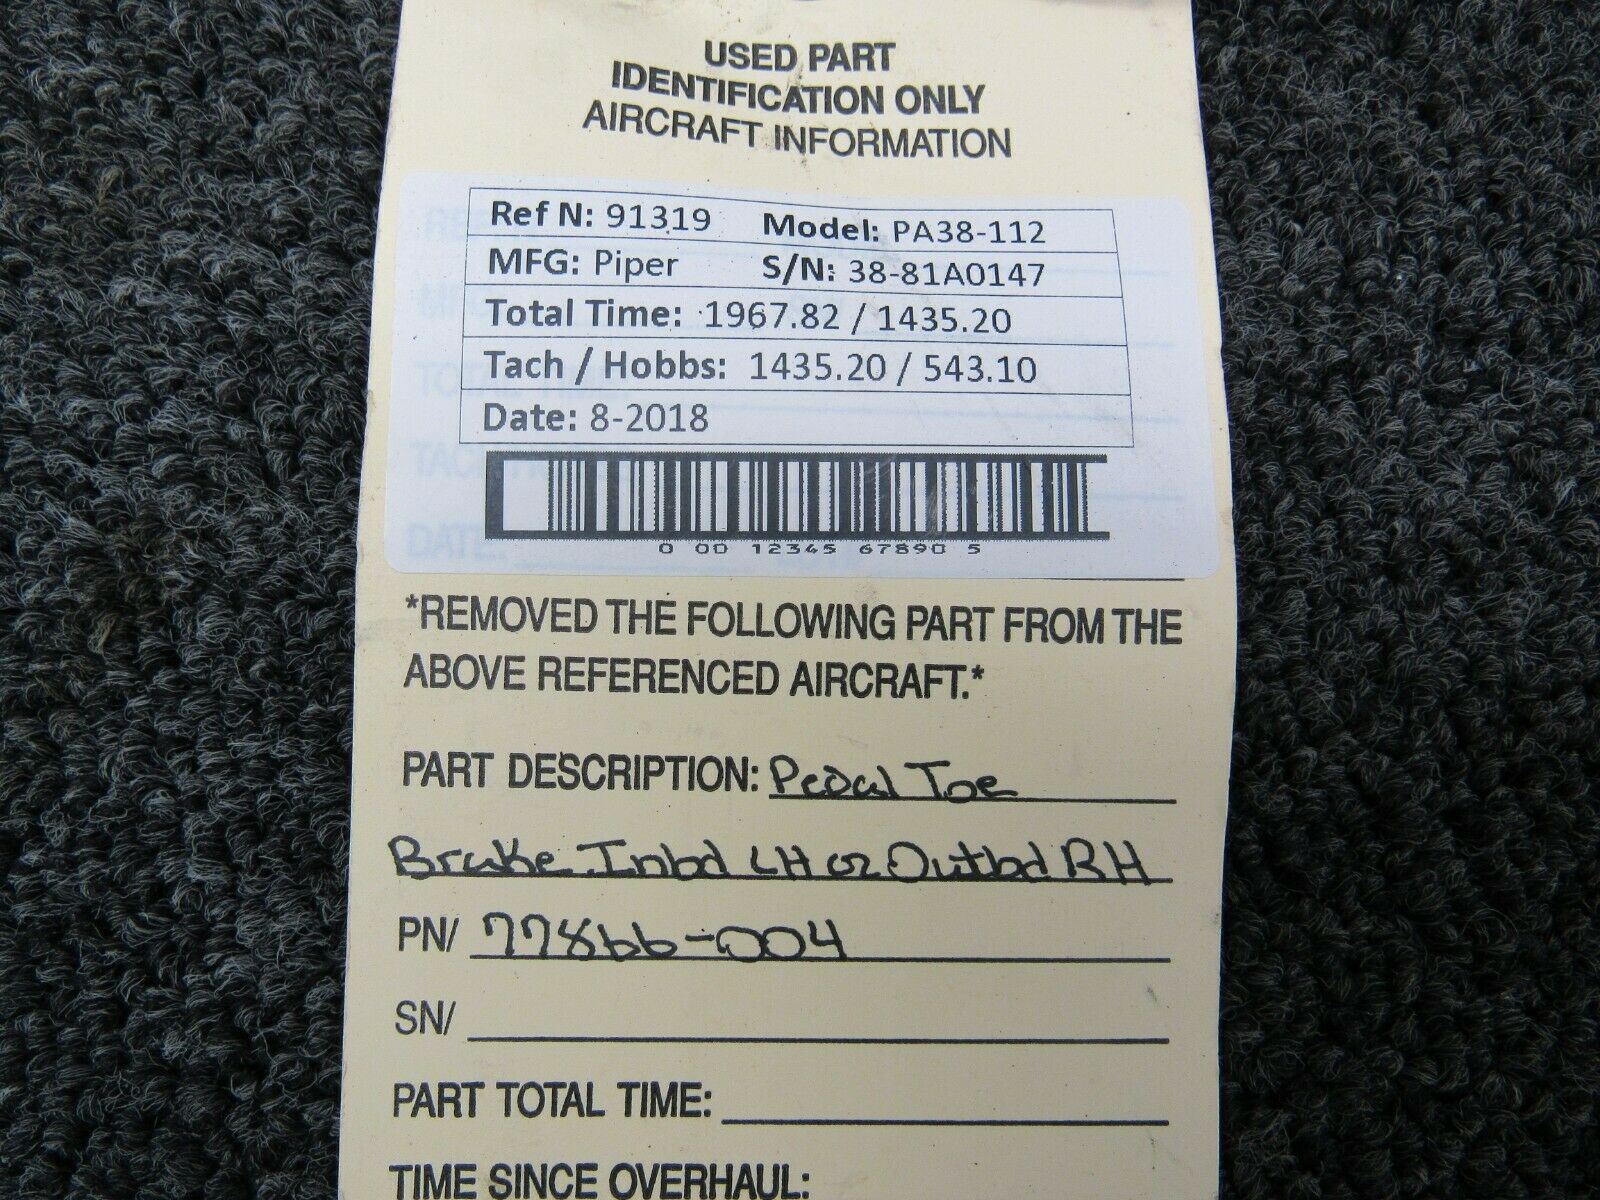 USED PART
IDENTIFICATION ONLY
AIRCRAFT INFORMATION
Ref N: 91319 Model: PA38-112
MFG: Piper S/N: 38-81A0147
Total Time: 1967.82 / 1435.20
Tach / Hobbs: 1435.20 / 543.10
Date: 8-2018
0 00 12345 67890 5
DATE:
*REMOVED THE FOLLOWING PART FROM THE
ABOVE REFERENCED AIRCRAFT.*
PART DESCRIPTION: Pedal Toe
Brake Inbd LH or Outbd RH
PN/ 77866-004
SN/
PART TOTAL TIME:
TIME SINCE OVERHAUL: